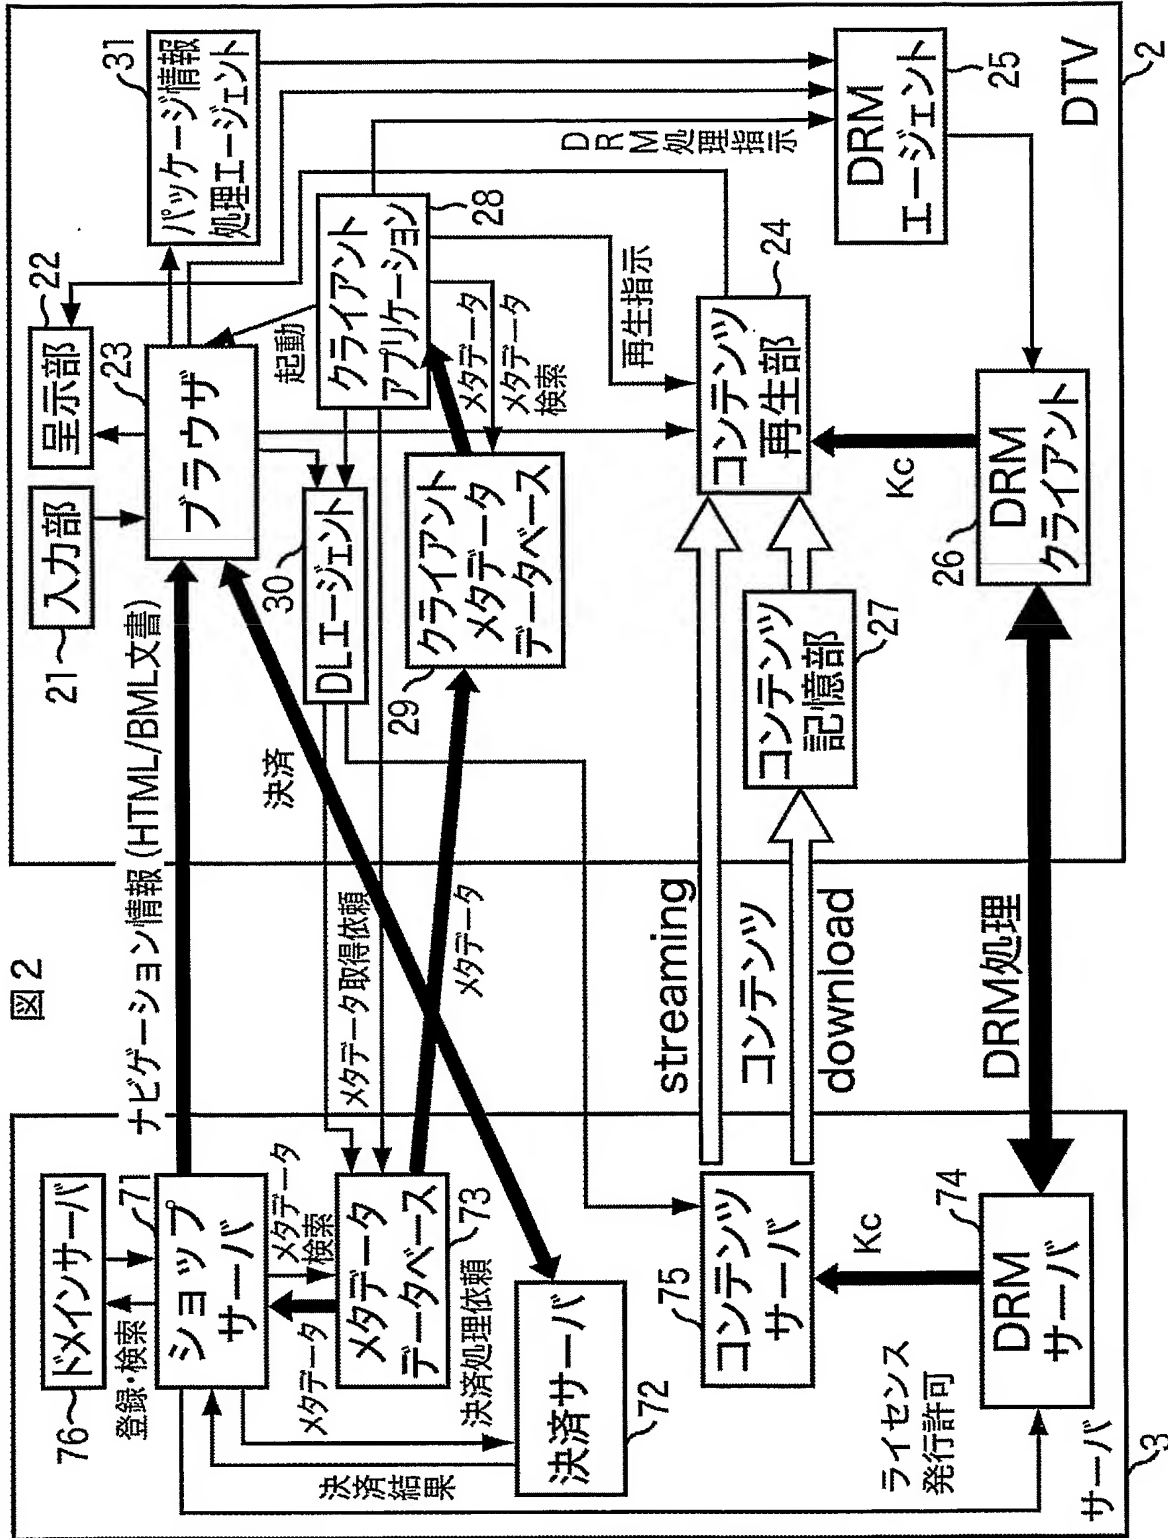 図2
ドメインサーバ
76
登録・検索
ショップ
サーバ
71
メタデータ
検索
メタデータ
メタデータ
データベース
73
決済処理依頼
決済結果
決済サーバ
72
コンテンツ
サーバ
75
Kc
DRM
サーバ
74
ライセンス
発行許可
サーバ
3
ナビゲーション情報(HTML/BML文書)
決済
メタデータ取得依頼
メタデータ
streaming
コンテンツ
download
DRM処理
入力部
21
呈示部
22
ブラウザ
23
パッケージ情報
処理エージェント
31
起動
クライアント
アプリケーション
28
DLエージェント
30
クライアント
メタデータ
データベース
29
メタデータ
メタデータ
検索
再生指示
DRM処理指示
コンテンツ
再生部
24
コンテンツ
記憶部
27
Kc
DRM
クライアント
26
DRM
エージェント
25
DTV
2